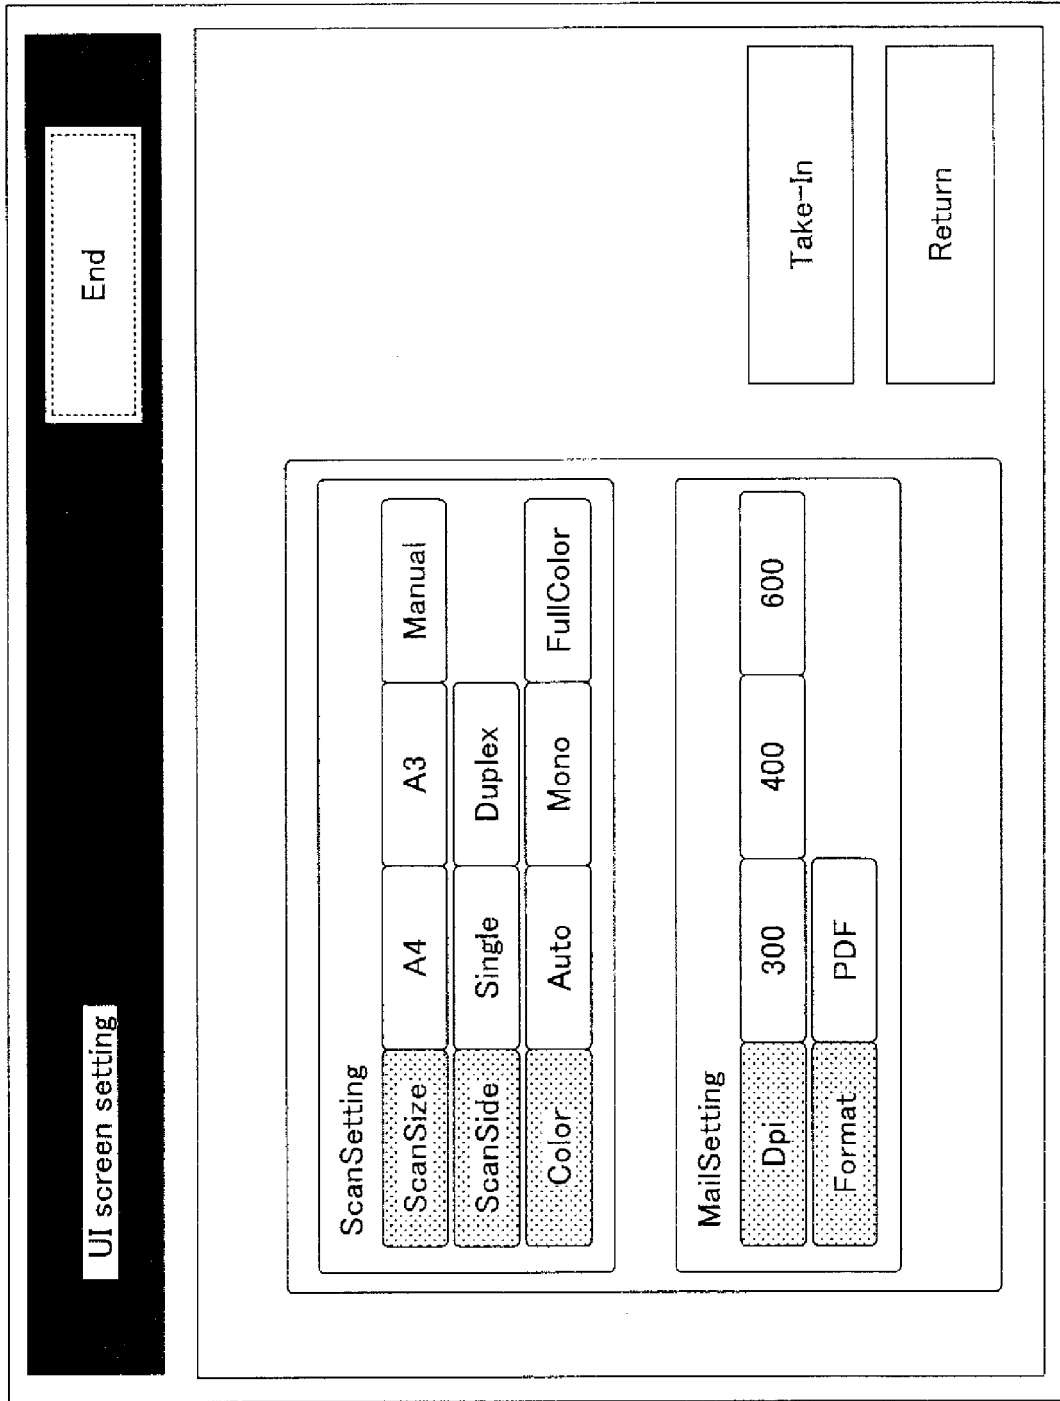 UI screen setting
End
ScanSetting
ScanSize A4 A3 Manual
ScanSide Single Duplex
Color Auto Mono FullColor
MailSetting
Dpi 300 400 600
Format PDF
Take-In
Return